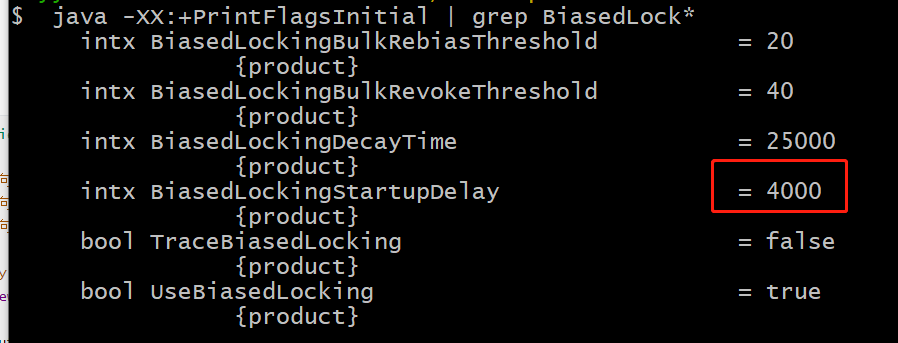 $ java -XX:+PrintFlagsInitial | grep BiasedLock*
intx BiasedLockingBulkRebiasThreshold = 20
{product}
intx BiasedLockingBulkRevokeThreshold = 40
{product}
intx BiasedLockingDecayTime = 25000
{product}
intx BiasedLockingStartupDelay = 4000
{product}
bool TraceBiasedLocking = false
{product}
bool UseBiasedLocking = true
{product}